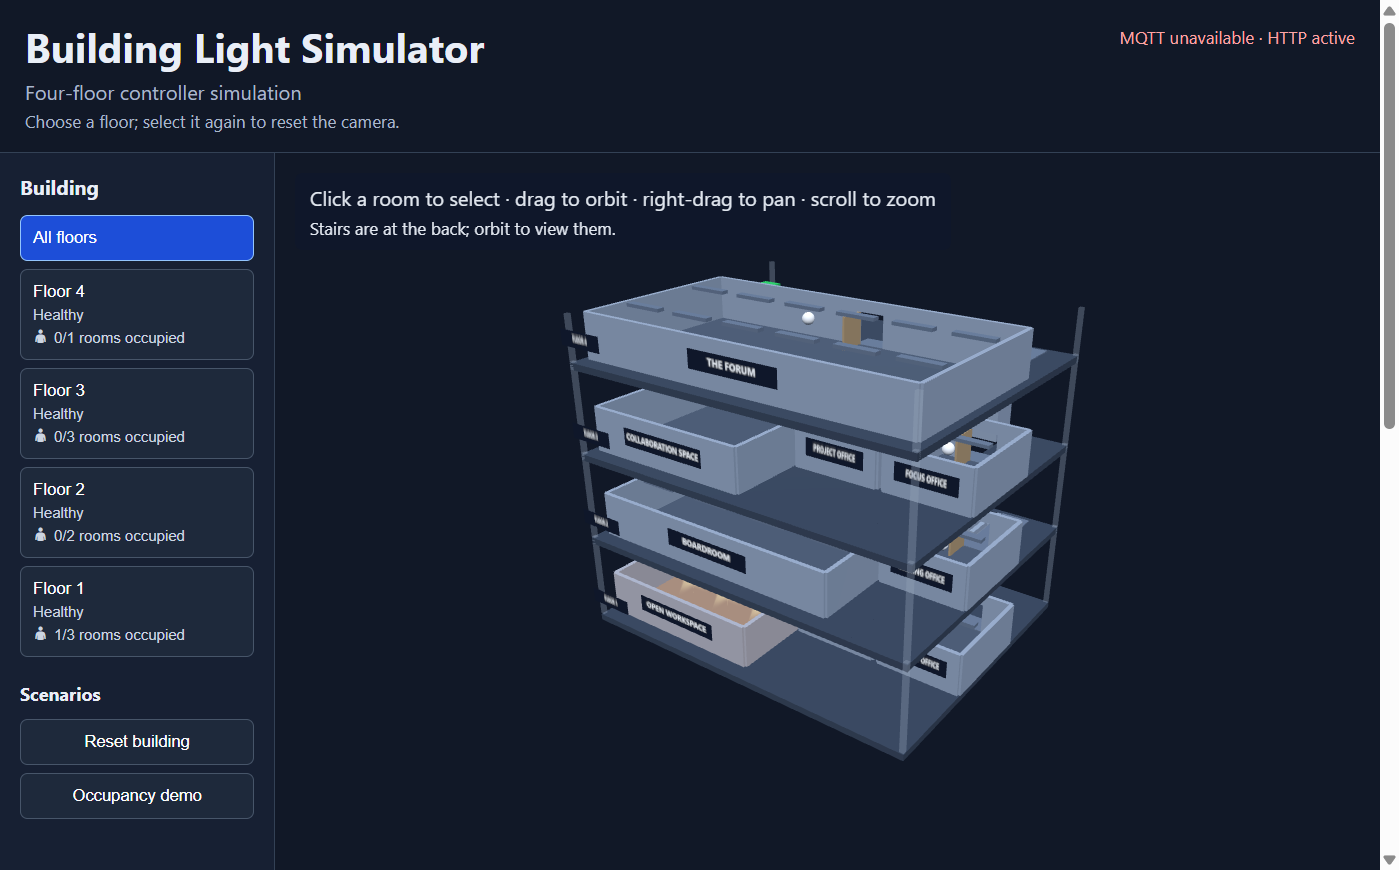 Building Light Simulator
MQTT unavailable · HTTP active
Four-floor controller simulation
Choose a floor; select it again to reset the camera.
Building
All floors
Floor 4
Healthy
0/1 rooms occupied
Floor 3
Healthy
0/3 rooms occupied
Floor 2
Healthy
0/2 rooms occupied
Floor 1
Healthy
1/3 rooms occupied
Scenarios
Reset building
Occupancy demo
Click a room to select · drag to orbit · right-drag to pan · scroll to zoom
Stairs are at the back; orbit to view them.
THE FORUM
COLLABORATION SPACE
PROJECT OFFICE
FOCUS OFFICE
BOARDROOM
OFFICE
OPEN WORKSPACE
OFFICE